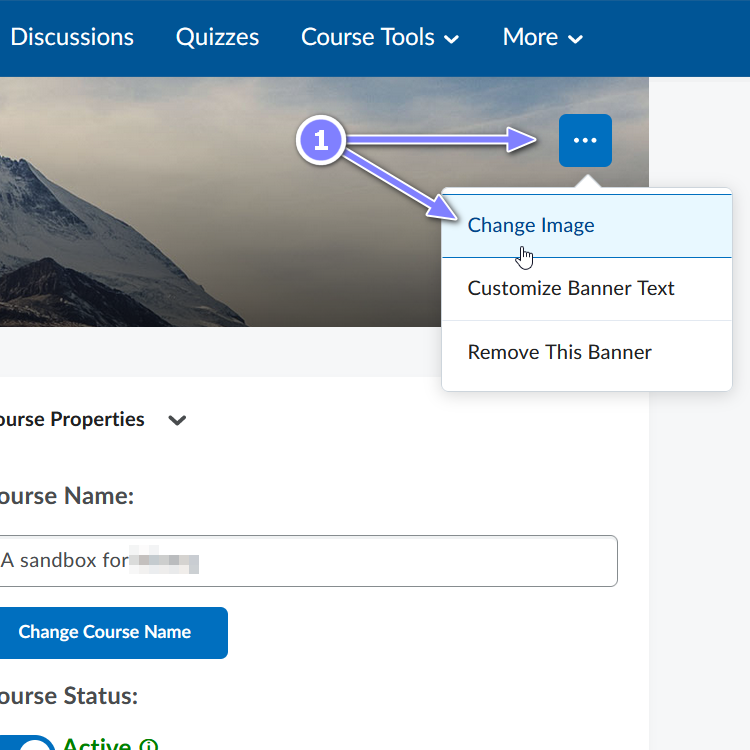 Discussions Quizzes Course Tools More
1
Change Image
Customize Banner Text
Remove This Banner
ourse Properties
ourse Name:
A sandbox for
Change Course Name
ourse Status:
Active